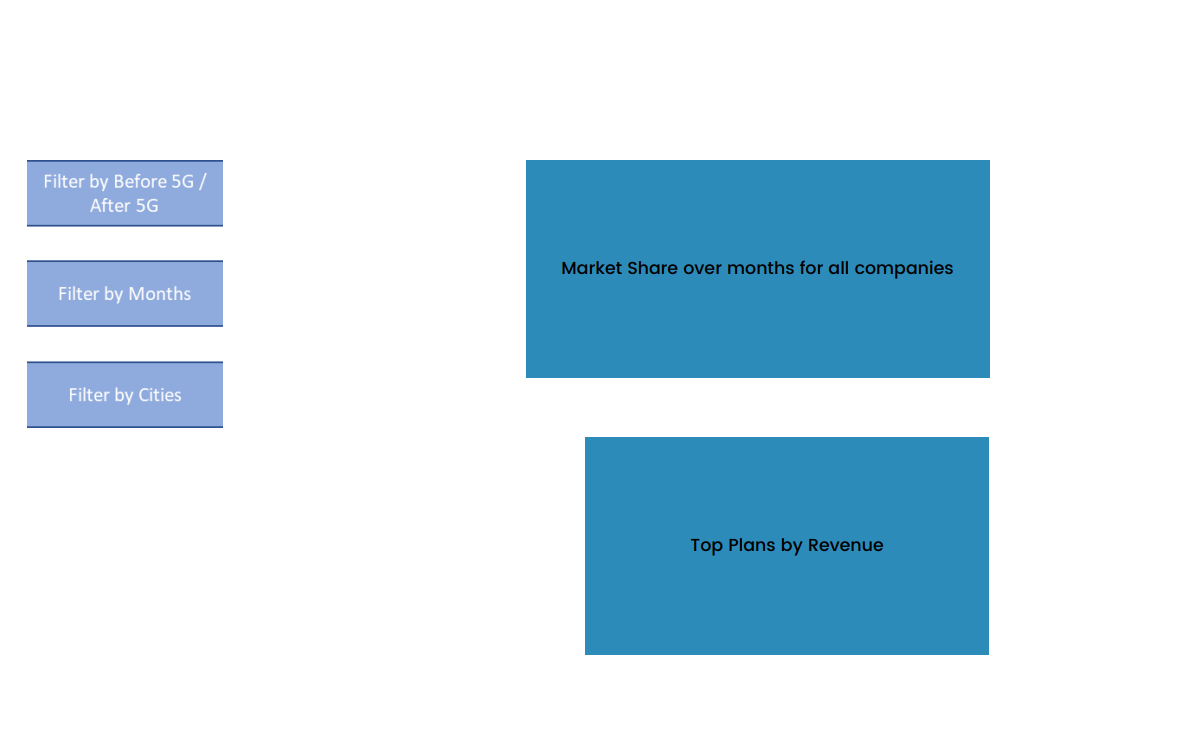 Filter by Before 5G /
After 5G
Filter by Months
Filter by Cities
Market Share over months for all companies
Top Plans by Revenue